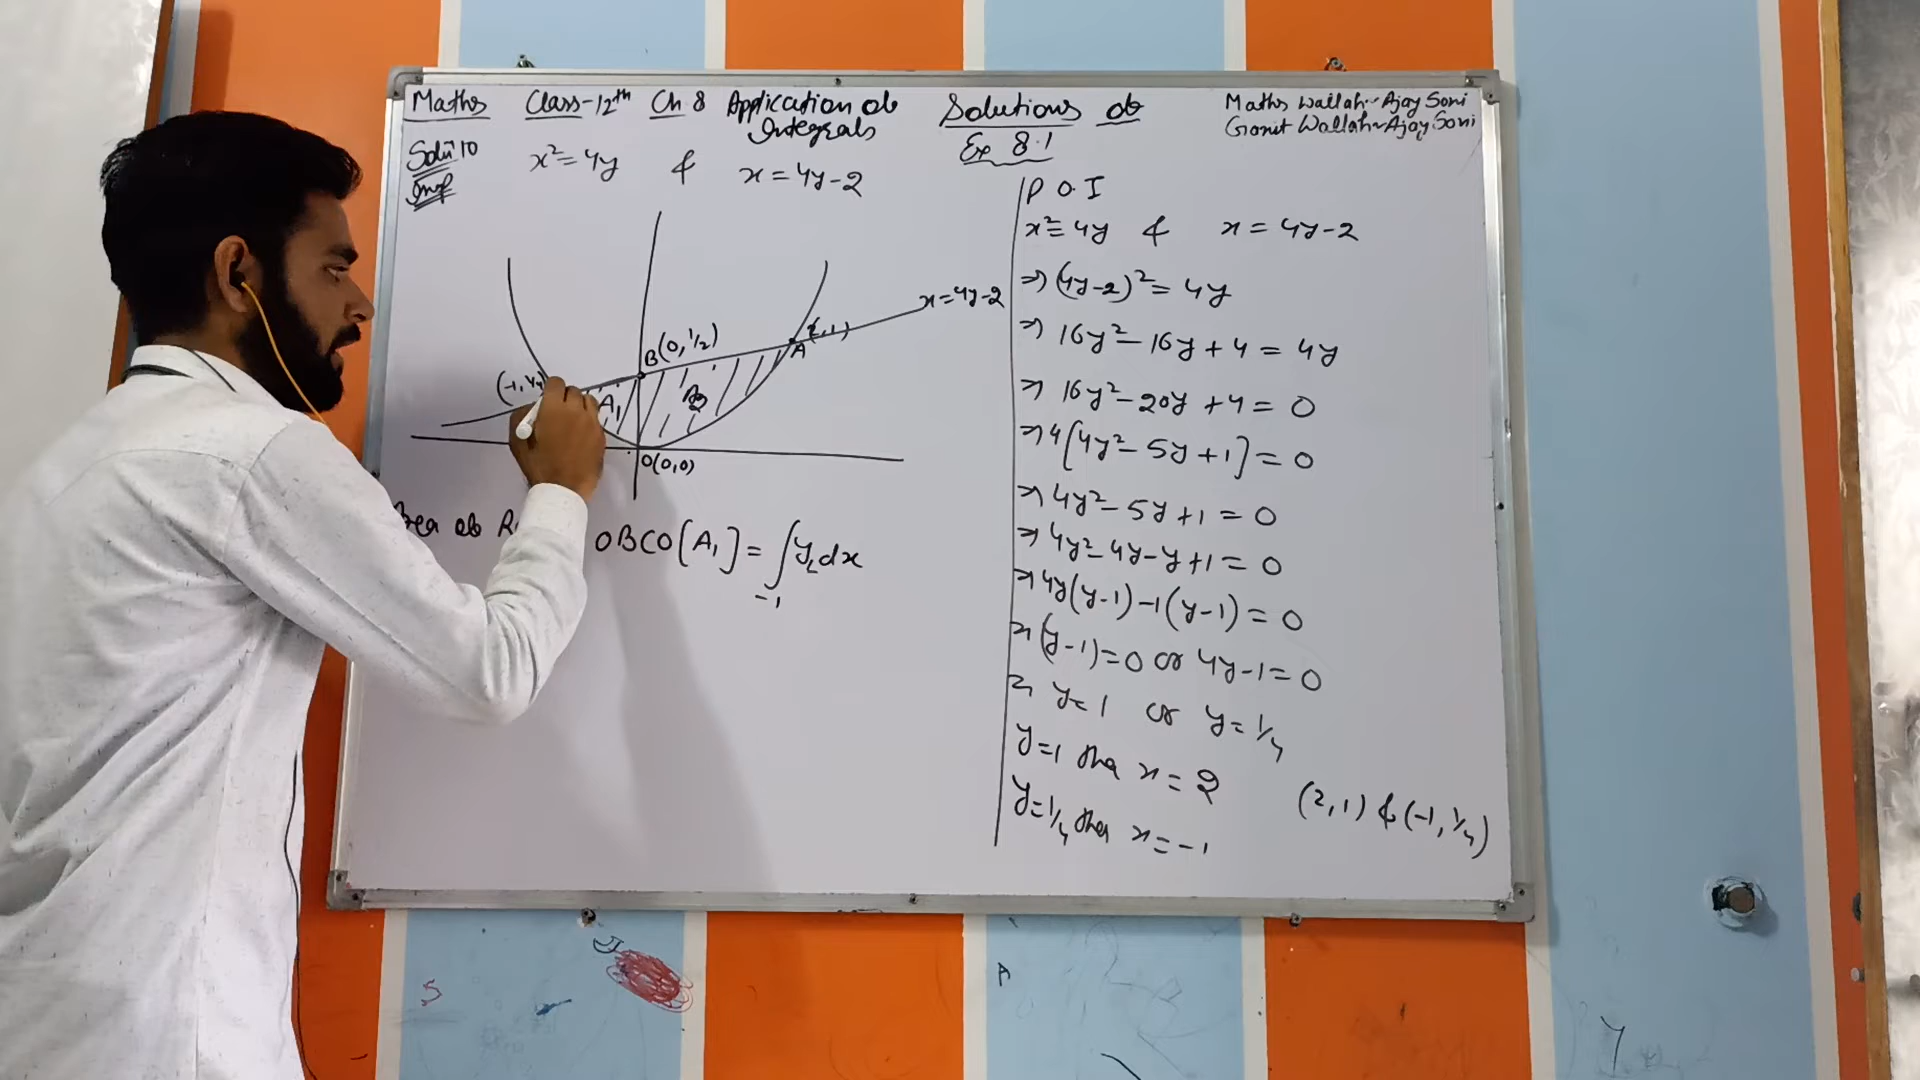 Maths Class-12th Ch 8 Application of Integrals
Solutions of
Ex 8.1
Maths Wallah~Ajay Soni
Ganit Wallah~Ajay Soni
Solun 10
Imp
x² = 4y & x = 4y-2
x = 4y-2
B(0, 1/2)
(2, 1)
A
(-1, 1/4)
A₁
A₂
O(0,0)
OBCO[A₁] = ∫ y_L dx
-1
P O I
x² = 4y & x = 4y-2
⇒ (4y-2)² = 4y
⇒ 16y² - 16y + 4 = 4y
⇒ 16y² - 20y + 4 = 0
⇒ 4[4y² - 5y + 1] = 0
⇒ 4y² - 5y + 1 = 0
⇒ 4y² - 4y - y + 1 = 0
⇒ 4y(y-1) - 1(y-1) = 0
⇒ (y-1) = 0 or 4y-1 = 0
⇒ y = 1 or y = 1/4
y = 1 then x = 2
y = 1/4 then x = -1
(2, 1) & (-1, 1/4)
S
A